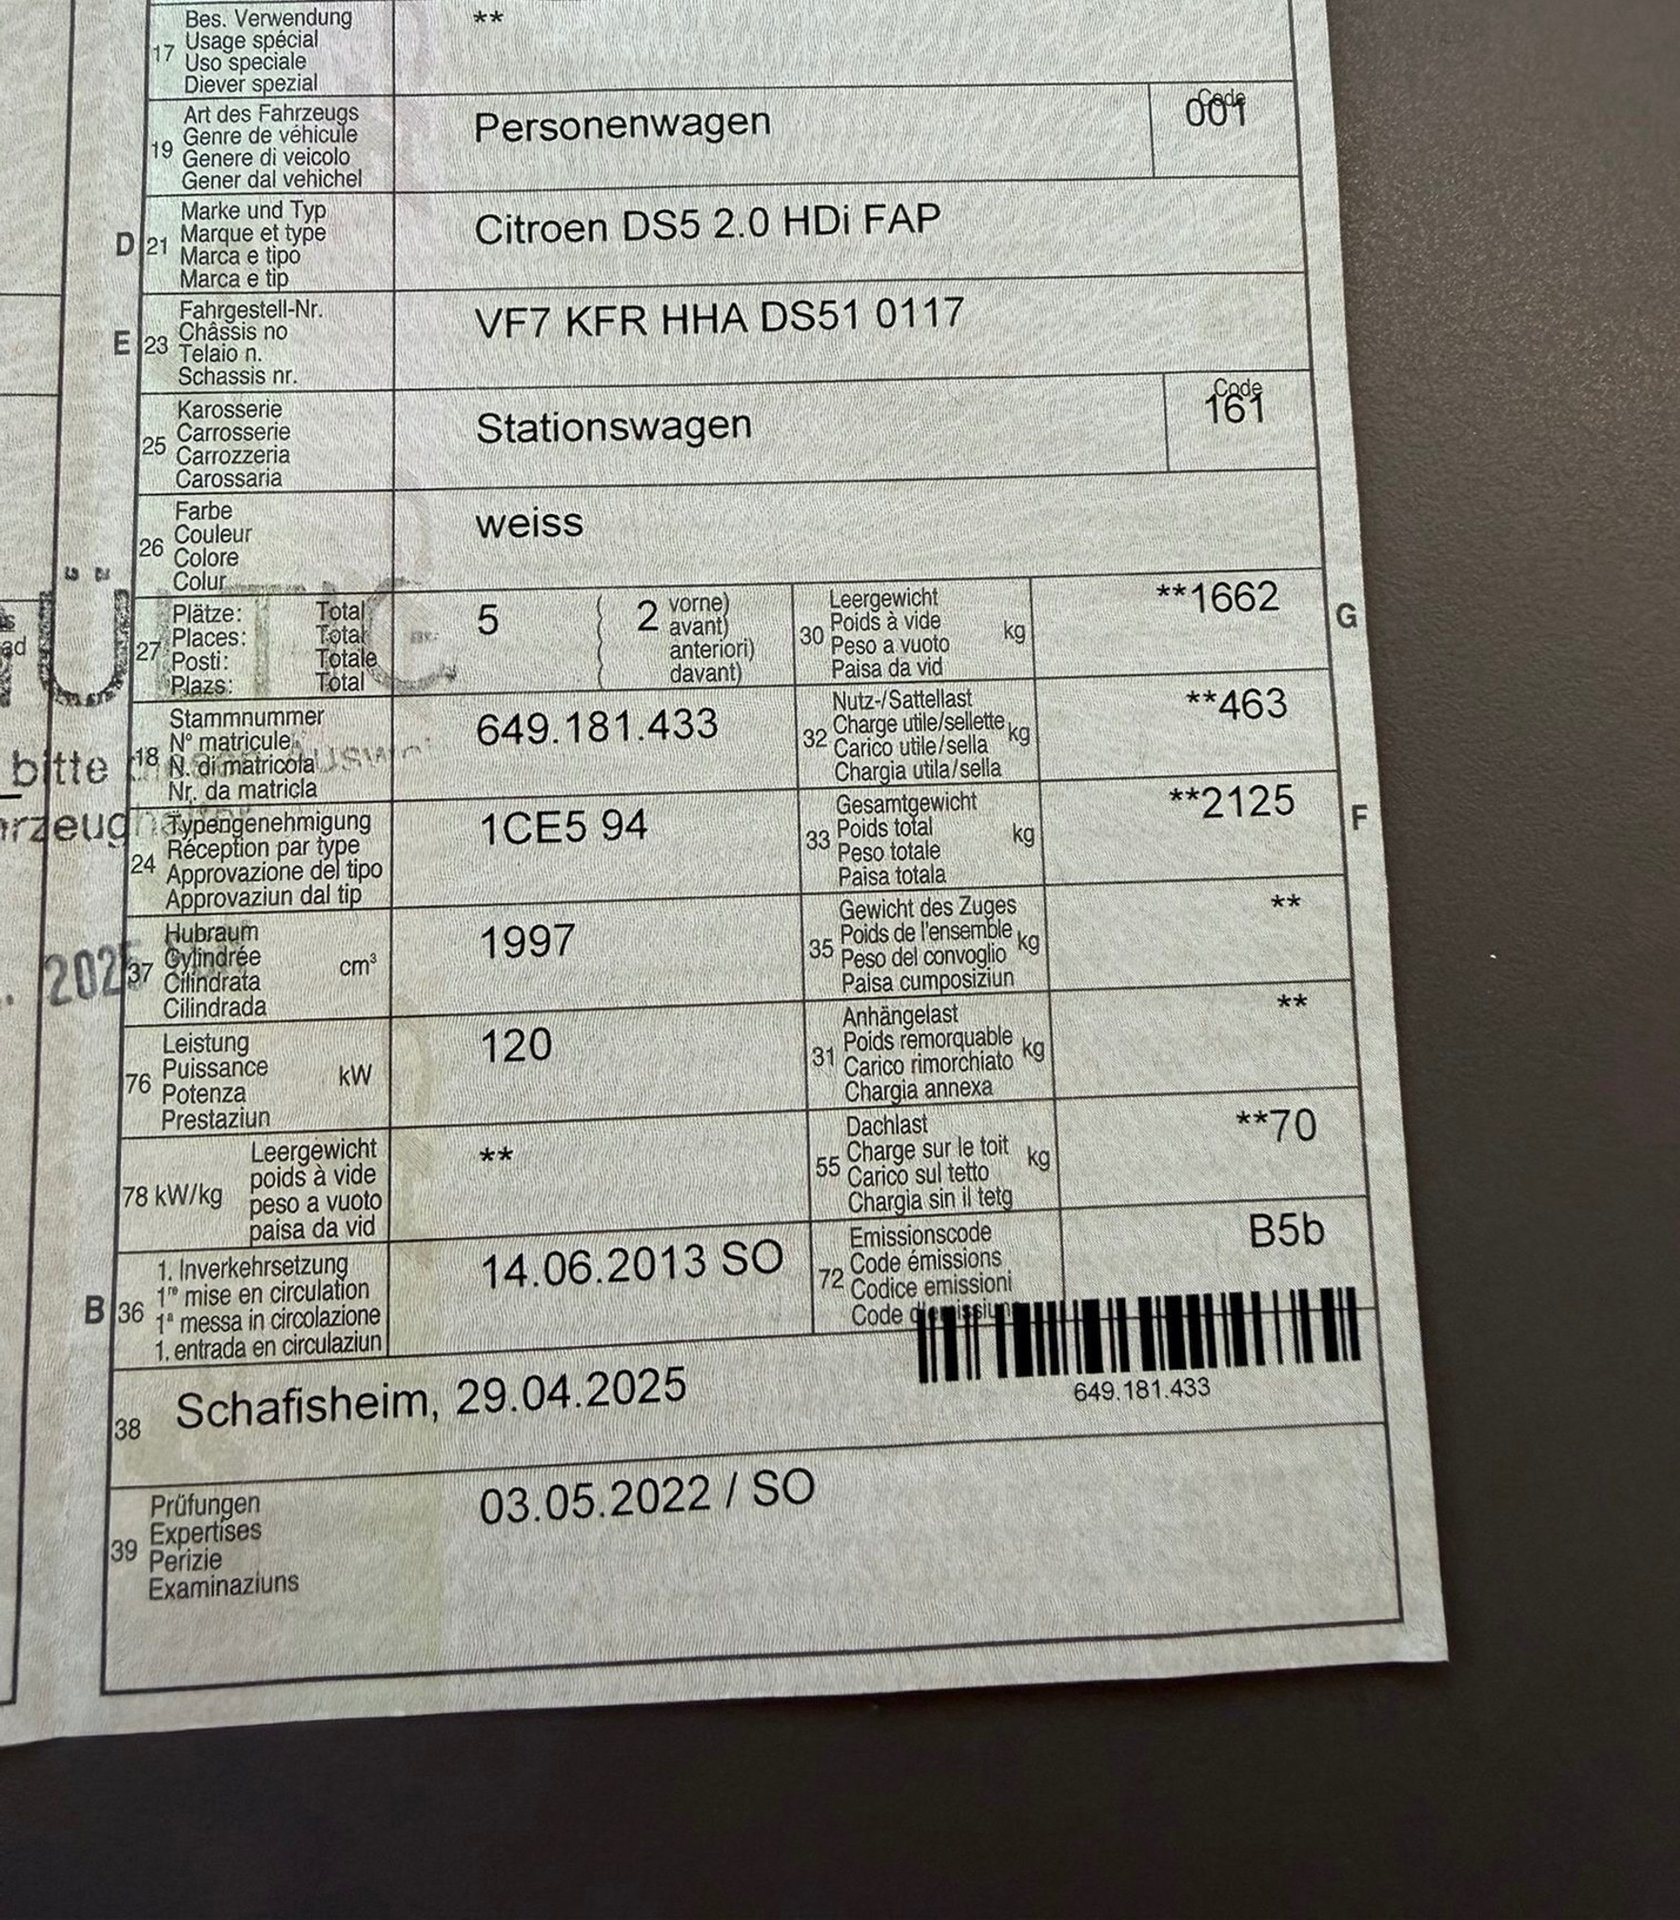 17 Bes. Verwendung **
Usage spécial
Uso speciale
Diever spezial
19 Art des Fahrzeugs Personenwagen Code 001
Genre de véhicule
Genere di veicolo
Gener dal vehichel
D 21 Marke und Typ Citroen DS5 2.0 HDi FAP
Marque et type
Marca e tipo
Marca e tip
E 23 Fahrgestell-Nr. VF7 KFR HHA DS51 0117
Châssis no
Telaio n.
Schassis nr.
25 Karosserie Stationswagen Code 161
Carrosserie
Carrozzeria
Carossaria
26 Farbe weiss
Couleur
Colore
Colur
27 Plätze: Total 5 2 vorne)
Places: Total avant)
Posti: Totale anteriori)
Plazs: Total davant)
30 Leergewicht kg **1662 G
Poids à vide
Peso a vuoto
Paisa da vid
18 Stammnummer 649.181.433
N° matricule
N. di matricola
Nr. da matricla
32 Nutz-/Sattellast kg **463
Charge utile/sellette
Carico utile/sella
Chargia utila/sella
bitte
24 Typengenehmigung 1CE5 94
Réception par type
Approvazione del tipo
Approvaziun dal tip
33 Gesamtgewicht kg **2125 F
Poids total
Peso totale
Paisa totala
37 Hubraum cm³ 1997
Cylindrée
Cilindrata
Cilindrada
35 Gewicht des Zuges kg **
Poids de l'ensemble
Peso del convoglio
Paisa cumposiziun
76 Leistung kW 120
Puissance
Potenza
Prestaziun
31 Anhängelast kg **
Poids remorquable
Carico rimorchiato
Chargia annexa
78 kW/kg Leergewicht **
poids à vide
peso a vuoto
paisa da vid
55 Dachlast kg **70
Charge sur le toit
Carico sul tetto
Chargia sin il tetg
B 36 1. Inverkehrsetzung 14.06.2013 SO
1re mise en circulation
1a messa in circolazione
1. entrada en circulaziun
72 Emissionscode B5b
Code émissions
Codice emissioni
Code d'emissiuns
649.181.433
38 Schafisheim, 29.04.2025
39 Prüfungen 03.05.2022 / SO
Expertises
Perizie
Examinaziuns